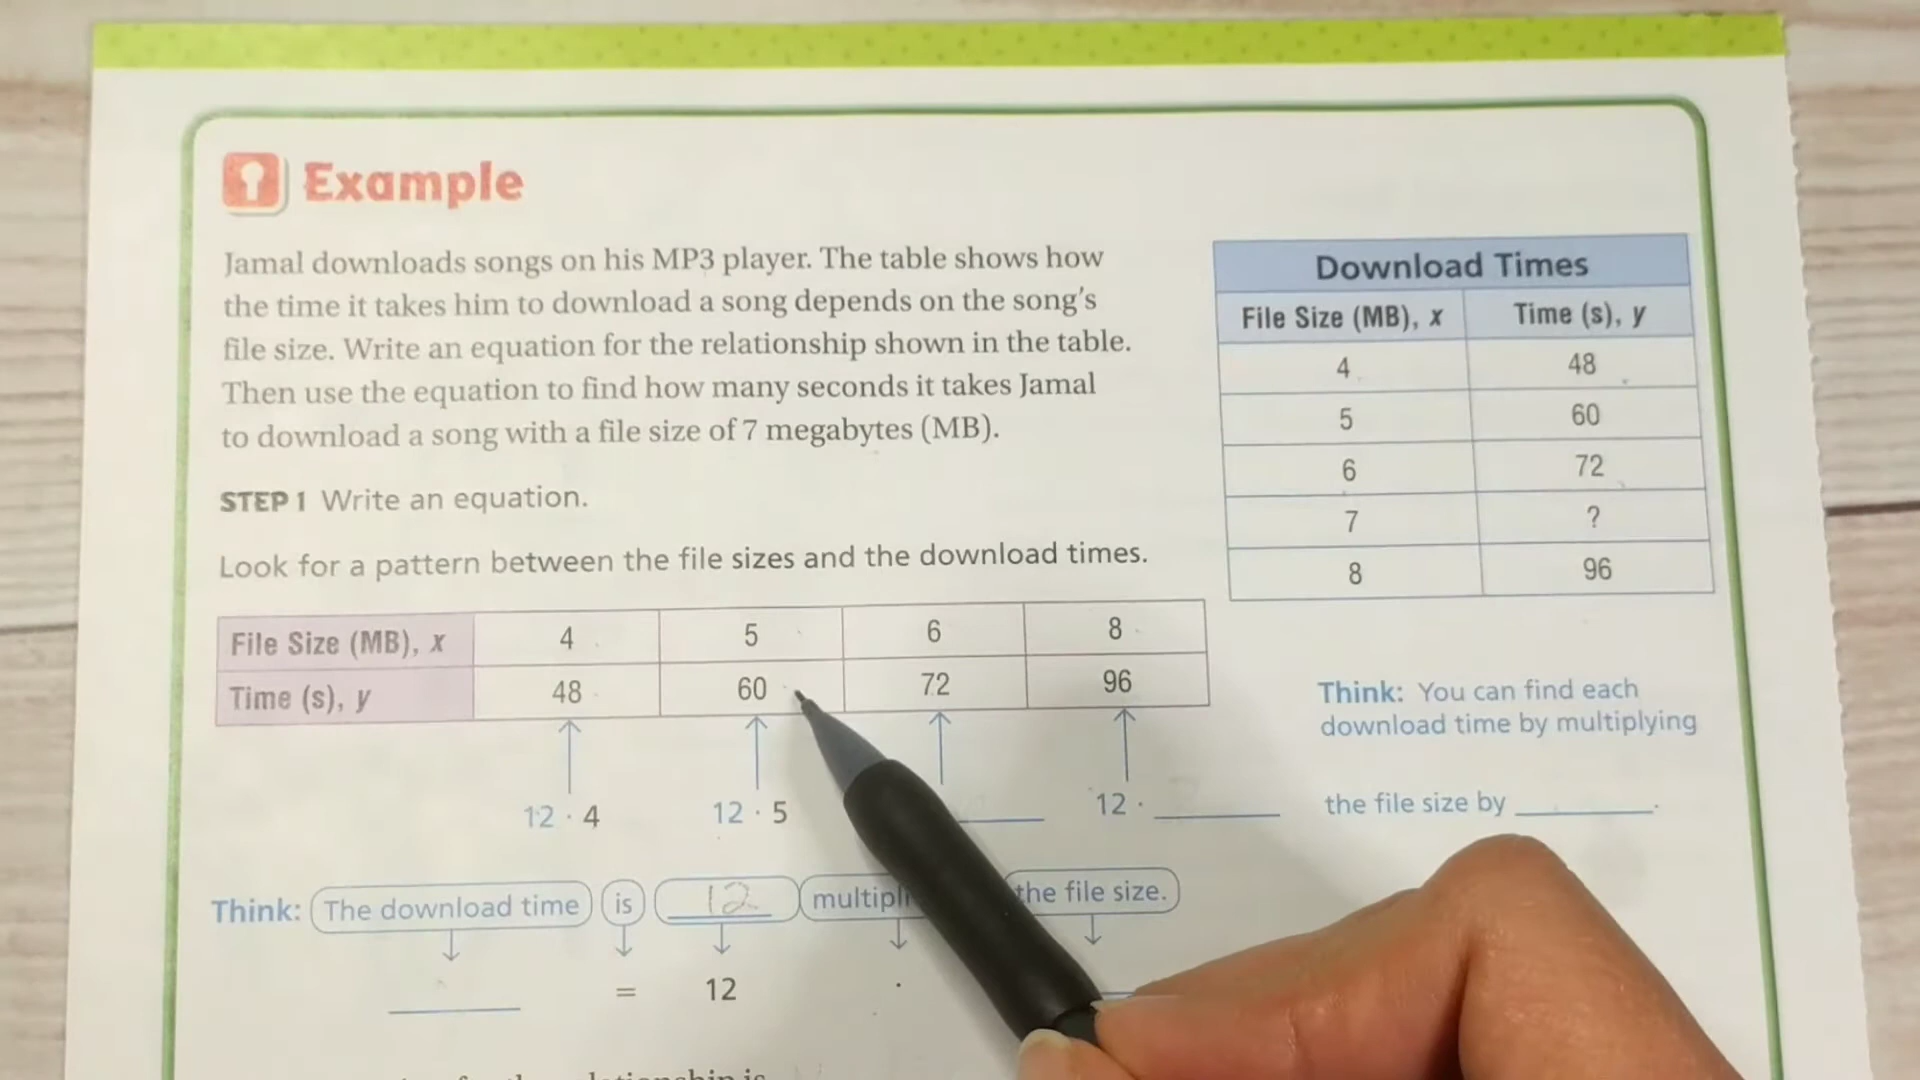 Example
Jamal downloads songs on his MP3 player. The table shows how
the time it takes him to download a song depends on the song's
file size. Write an equation for the relationship shown in the table.
Then use the equation to find how many seconds it takes Jamal
to download a song with a file size of 7 megabytes (MB).
Download Times
File Size (MB), x Time (s), y
4 48
5 60
6 72
7 ?
8 96
STEP 1 Write an equation.
Look for a pattern between the file sizes and the download times.
File Size (MB), x 4 5 6 8
Time (s), y 48 60 72 96
12 · 4 12 · 5 12 ·
Think: You can find each
download time by multiplying
the file size by .
Think: The download time is 12 the file size.
= 12 ·